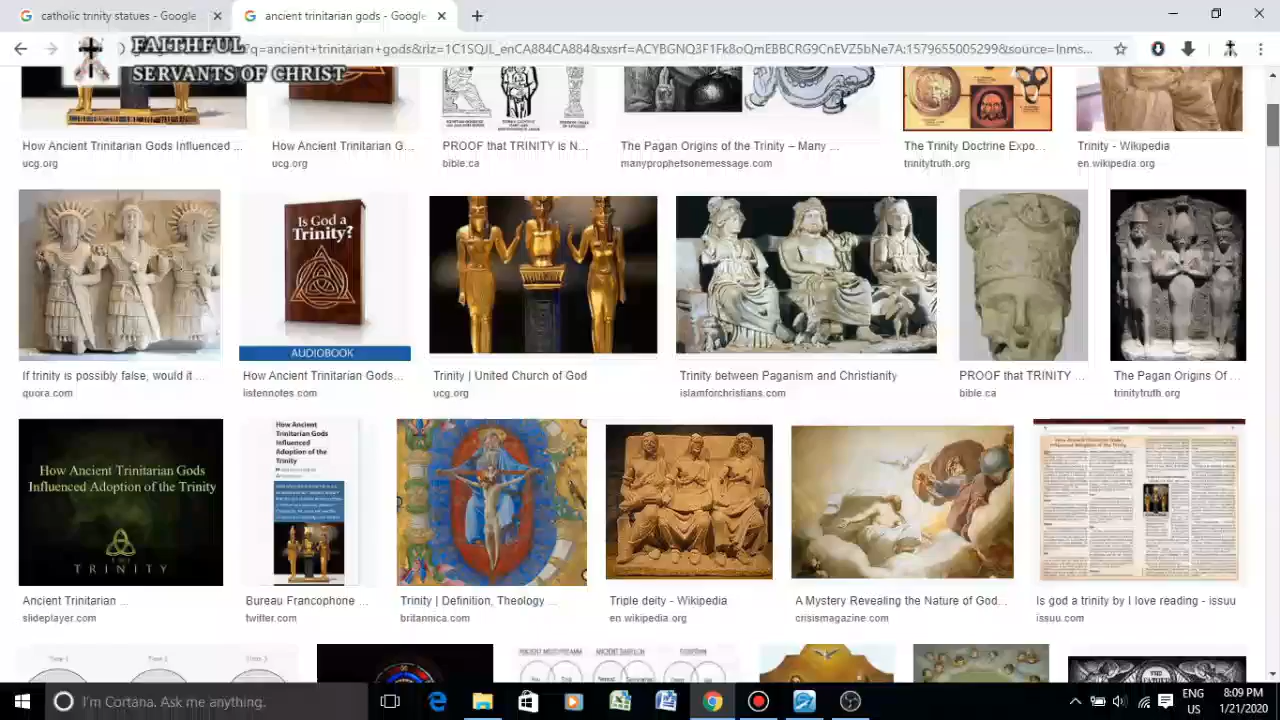 catholic trinity statues - Google
ancient trinitarian gods - Google
FAITHFUL
SERVANTS OF CHRIST
?q=ancient+trinitarian+gods&rlz=1C1SQJL_enCA884CA884&sxsrf=ACYBGNQ3F1Fk8oQmEBBCRG9CnEVZ5bNe7A:1579655005299&source=lnms...
How Ancient Trinitarian Gods Influenced ...
ucg.org
How Ancient Trinitarian G...
ucg.org
PROOF that TRINITY is N...
bible.ca
The Pagan Origins of the Trinity – Many ...
manyprophetsonemessage.com
The Trinity Doctrine Expo...
trinitytruth.org
Trinity - Wikipedia
en.wikipedia.org
Is God a
Trinity?
AUDIOBOOK
If trinity is possibly false, would it ...
quora.com
How Ancient Trinitarian Gods...
listennotes.com
Trinity | United Church of God
ucg.org
Trinity between Paganism and Christianity
islamforchristians.com
PROOF that TRINITY ...
bible.ca
The Pagan Origins Of ...
trinitytruth.org
How Ancient Trinitarian Gods
Influenced Adoption of the Trinity
TRINITY
How Ancient
Trinitarian Gods
Influenced
Adoption of the
Trinity
Ancient Trinitarian ...
slideplayer.com
Bureau Francophone ...
twitter.com
Trinity | Definition, Theology ...
britannica.com
Triple deity - Wikipedia
en.wikipedia.org
A Mystery Revealing the Nature of God...
crisismagazine.com
Is god a trinity by I love reading - issuu
issuu.com
I'm Cortana. Ask me anything.
ENG
US
8:09 PM
1/21/2020